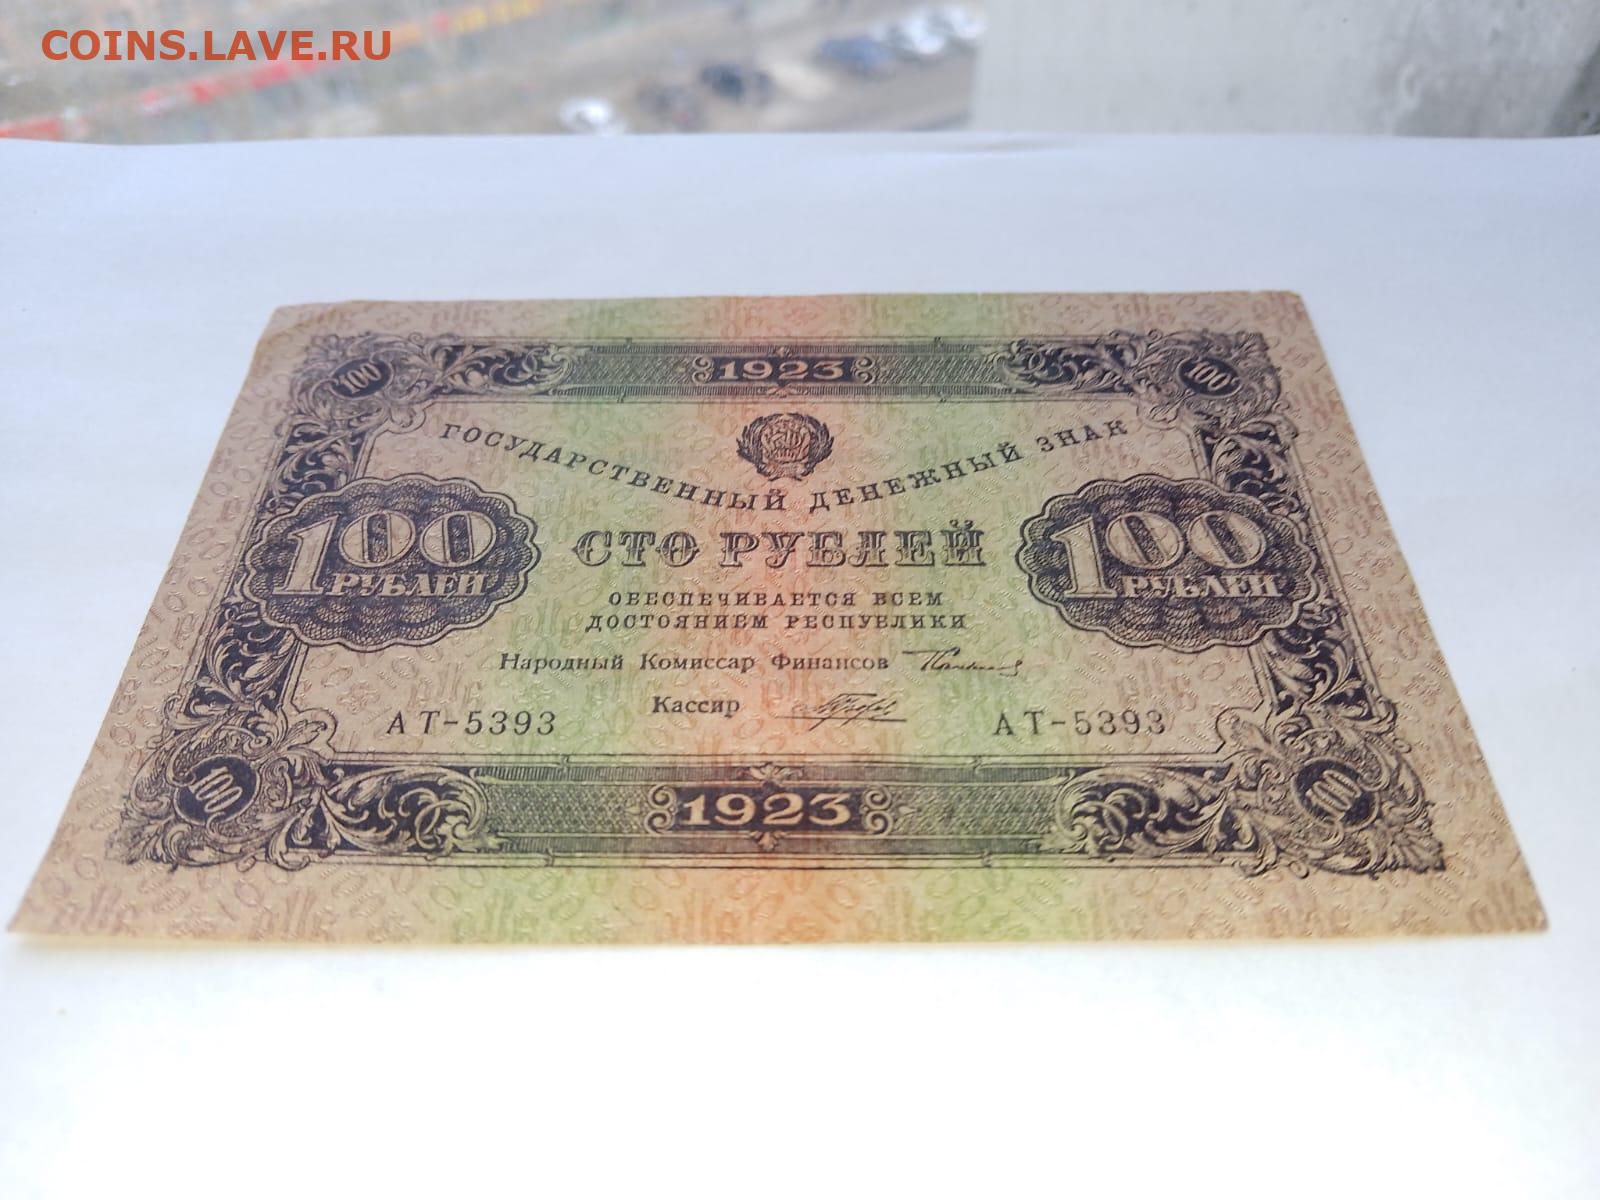 COINS.LAVE.RU
100 1923 100
ГОСУДАРСТВЕННЫЙ ДЕНЕЖНЫЙ ЗНАК
100 РУБЛЕЙ
СТО РУБЛЕЙ
100 РУБЛЕЙ
ОБЕСПЕЧИВАЕТСЯ ВСЕМ
ДОСТОЯНИЕМ РЕСПУБЛИКИ
Народный Комиссар Финансов
Кассир
АТ-5393 АТ-5393
100 1923 100